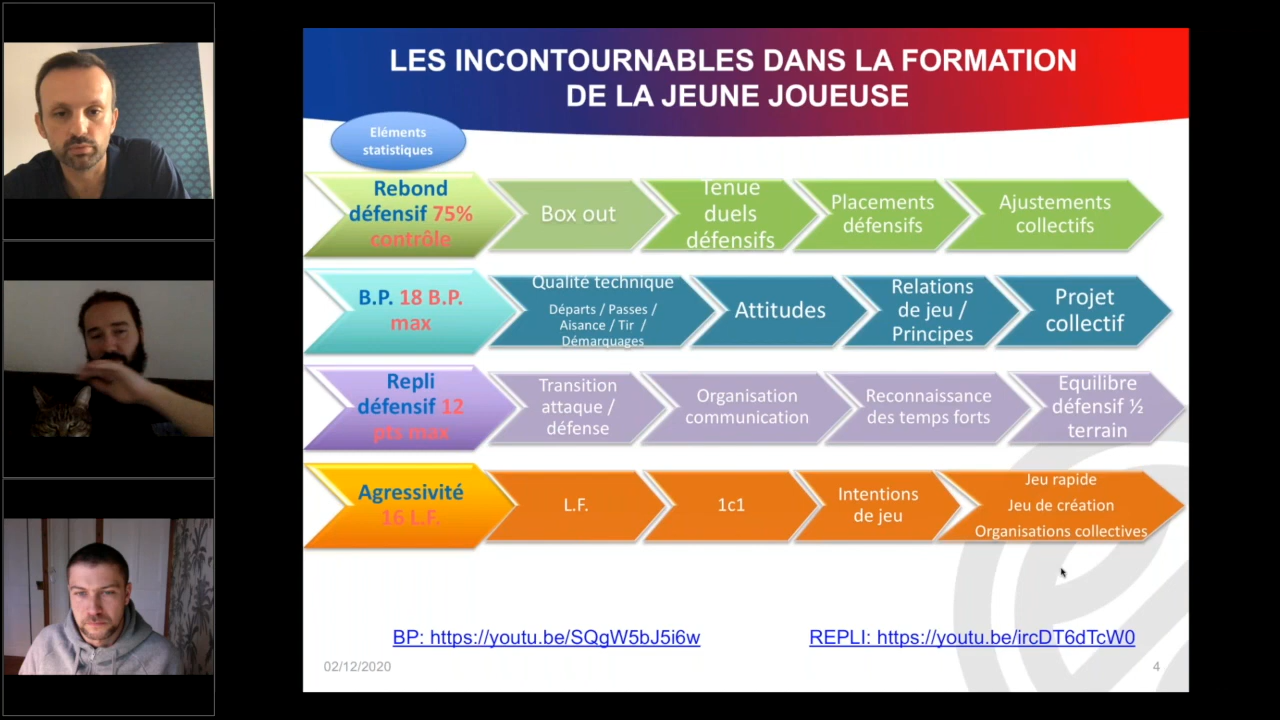 LES INCONTOURNABLES DANS LA FORMATION
DE LA JEUNE JOUEUSE
Eléments
statistiques
Rebond
défensif 75%
contrôle
Box out
Tenue
duels
défensifs
Placements
défensifs
Ajustements
collectifs
B.P. 18 B.P.
max
Qualité technique
Départs / Passes /
Aisance / Tir /
Démarquages
Attitudes
Relations
de jeu /
Principes
Projet
collectif
Repli
défensif 12
pts max
Transition
attaque /
défense
Organisation
communication
Reconnaissance
des temps forts
Equilibre
défensif ½
terrain
Agressivité
16 L.F.
L.F.
1c1
Intentions
de jeu
Jeu rapide
Jeu de création
Organisations collectives
BP: https://youtu.be/SQgW5bJ5i6w
REPLI: https://youtu.be/ircDT6dTcW0
02/12/2020
4